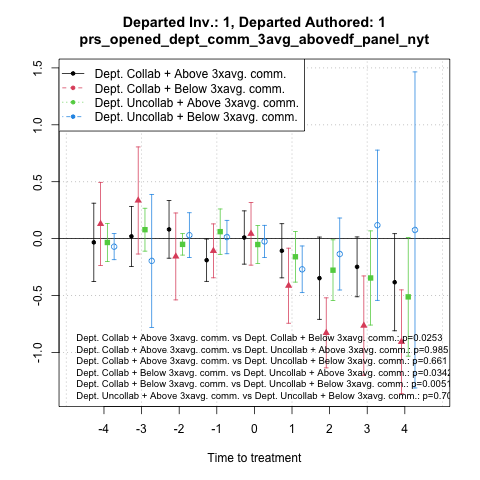 Departed Inv.: 1, Departed Authored: 1
prs_opened_dept_comm_3avg_abovedf_panel_nyt
Dept. Collab + Above 3xavg. comm.
Dept. Collab + Below 3xavg. comm.
Dept. Uncollab + Above 3xavg. comm.
Dept. Uncollab + Below 3xavg. comm.
1.5
1.0
0.5
0.0
-0.5
-1.0
Dept. Collab + Above 3xavg. comm. vs Dept. Collab + Below 3xavg. comm.: p=0.0253
Dept. Collab + Above 3xavg. comm. vs Dept. Uncollab + Above 3xavg. comm.: p=0.985
Dept. Collab + Above 3xavg. comm. vs Dept. Uncollab + Below 3xavg. comm.: p=0.661
Dept. Collab + Below 3xavg. comm. vs Dept. Uncollab + Above 3xavg. comm.: p=0.0342
Dept. Collab + Below 3xavg. comm. vs Dept. Uncollab + Below 3xavg. comm.: p=0.0051
Dept. Uncollab + Above 3xavg. comm. vs Dept. Uncollab + Below 3xavg. comm.: p=0.70
-4 -3 -2 -1 0 1 2 3 4
Time to treatment